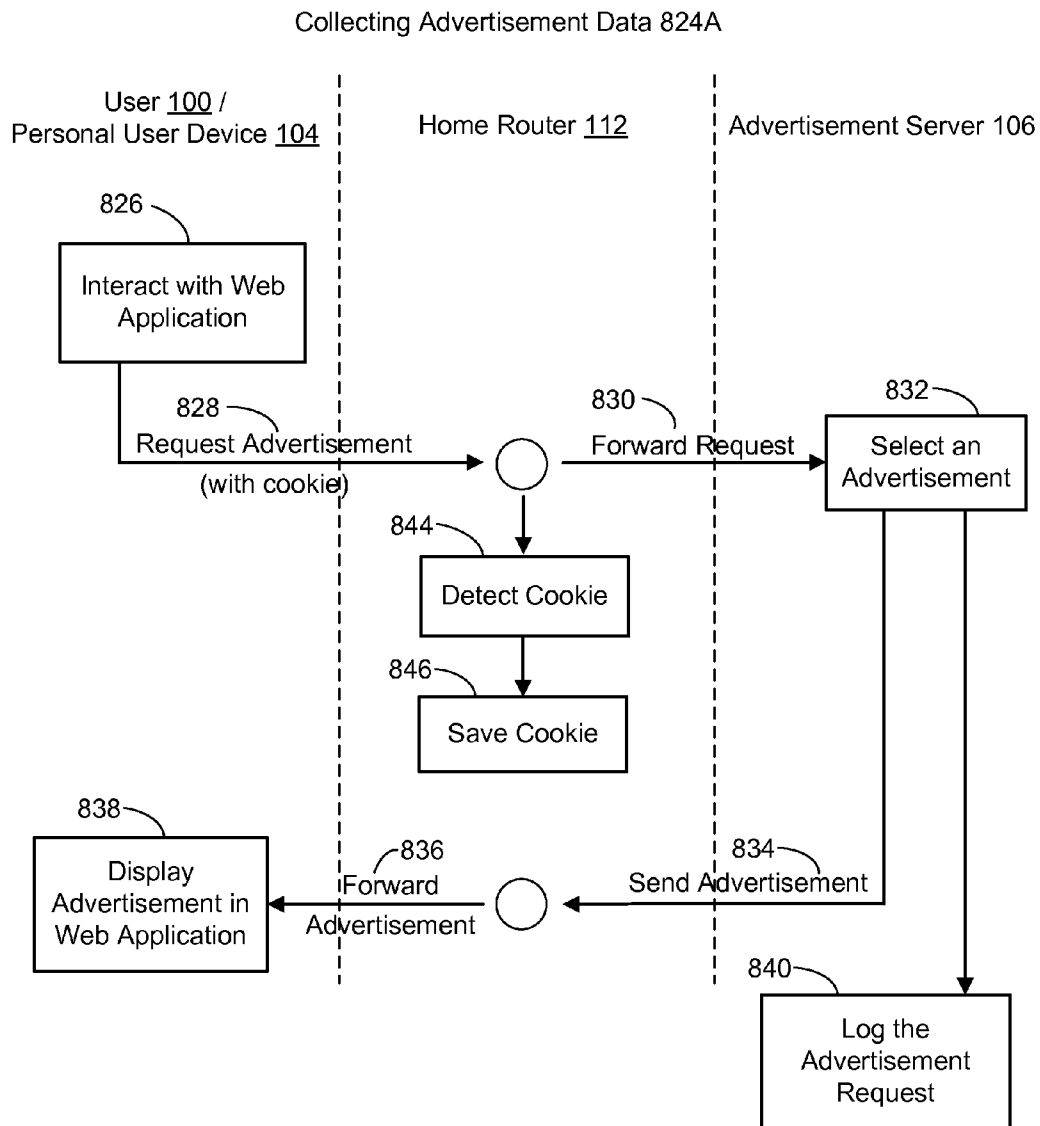 Collecting Advertisement Data 824A
User 100 /
Personal User Device 104
Home Router 112
Advertisement Server 106
826
Interact with Web
Application
828
Request Advertisement
(with cookie)
830
Forward Request
832
Select an
Advertisement
844
Detect Cookie
846
Save Cookie
838
Display
Advertisement in
Web Application
836
Forward
Advertisement
834
Send Advertisement
840
Log the
Advertisement
Request